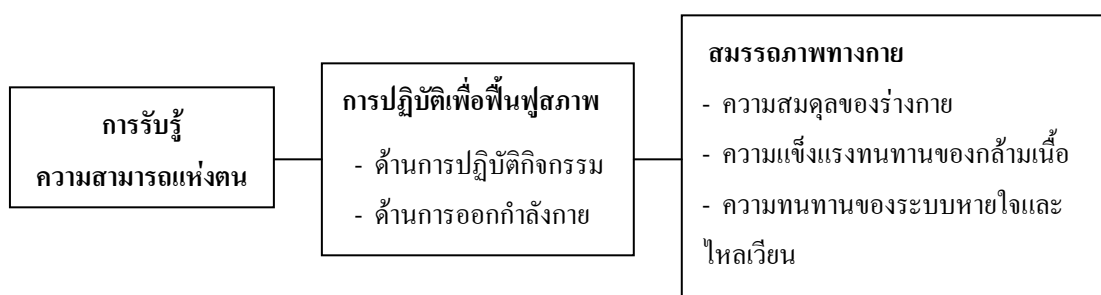 การรับรู้
ความสามารถแห่งตน
การปฏิบัติเพื่อฟื้นฟูสภาพ
- ด้านการปฏิบัติกิจกรรม
- ด้านการออกกำลังกาย
สมรรถภาพทางกาย
- ความสมดุลของร่างกาย
- ความแข็งแรงทนทานของกล้ามเนื้อ
- ความทนทานของระบบหายใจและ
ไหลเวียน